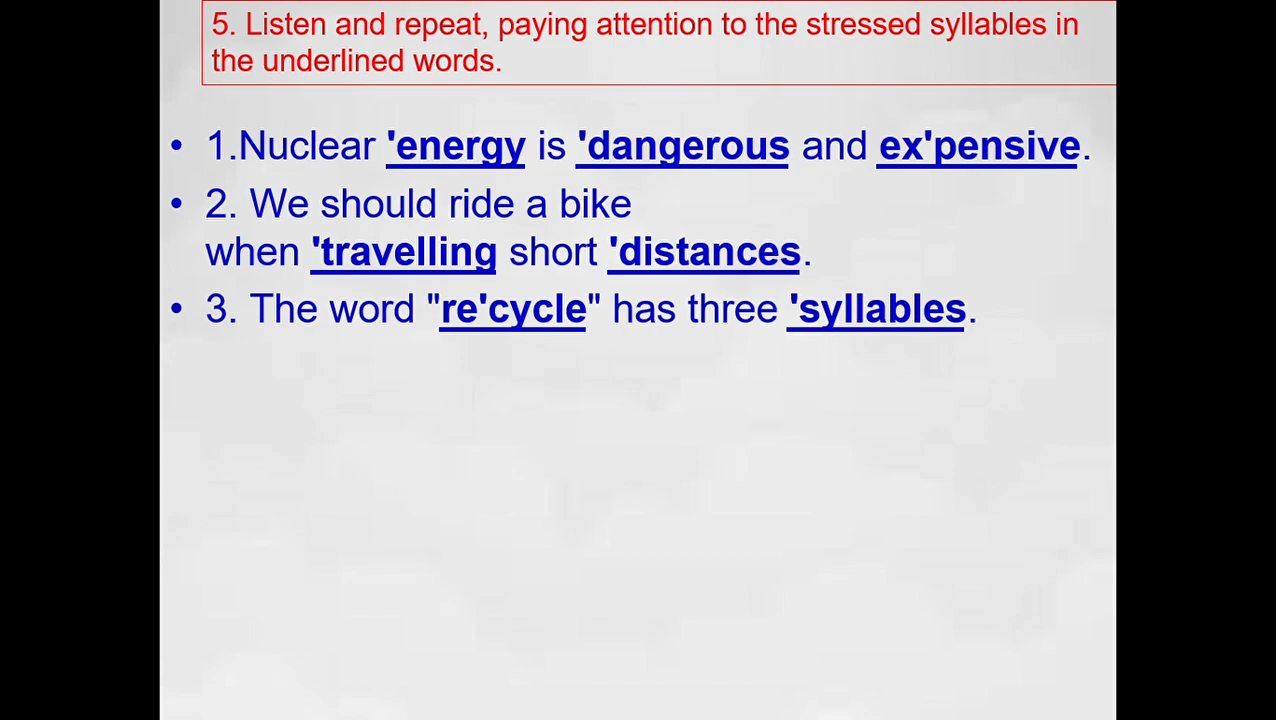 5. Listen and repeat, paying attention to the stressed syllables in
the underlined words.
• 1.Nuclear 'energy is 'dangerous and ex'pensive.
• 2. We should ride a bike
when 'travelling short 'distances.
• 3. The word "re'cycle" has three 'syllables.